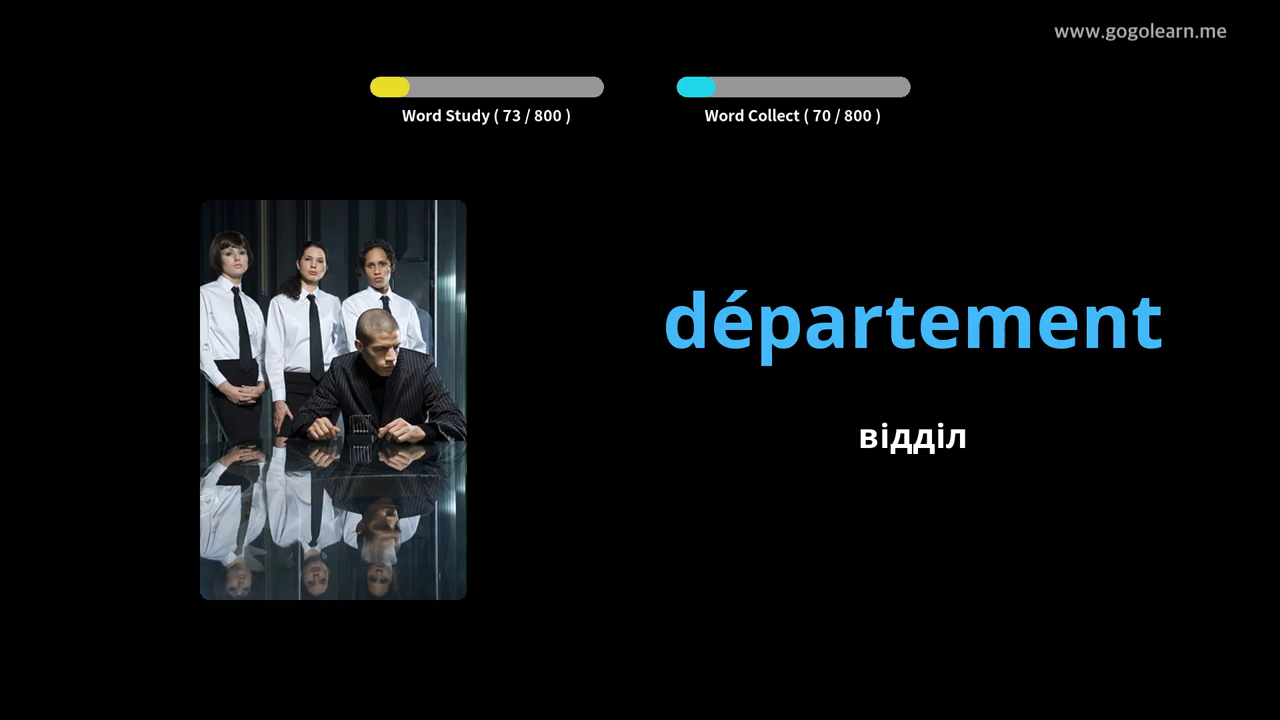 www.gogolearn.me
Word Study ( 73 / 800 )
Word Collect ( 70 / 800 )
département
відділ